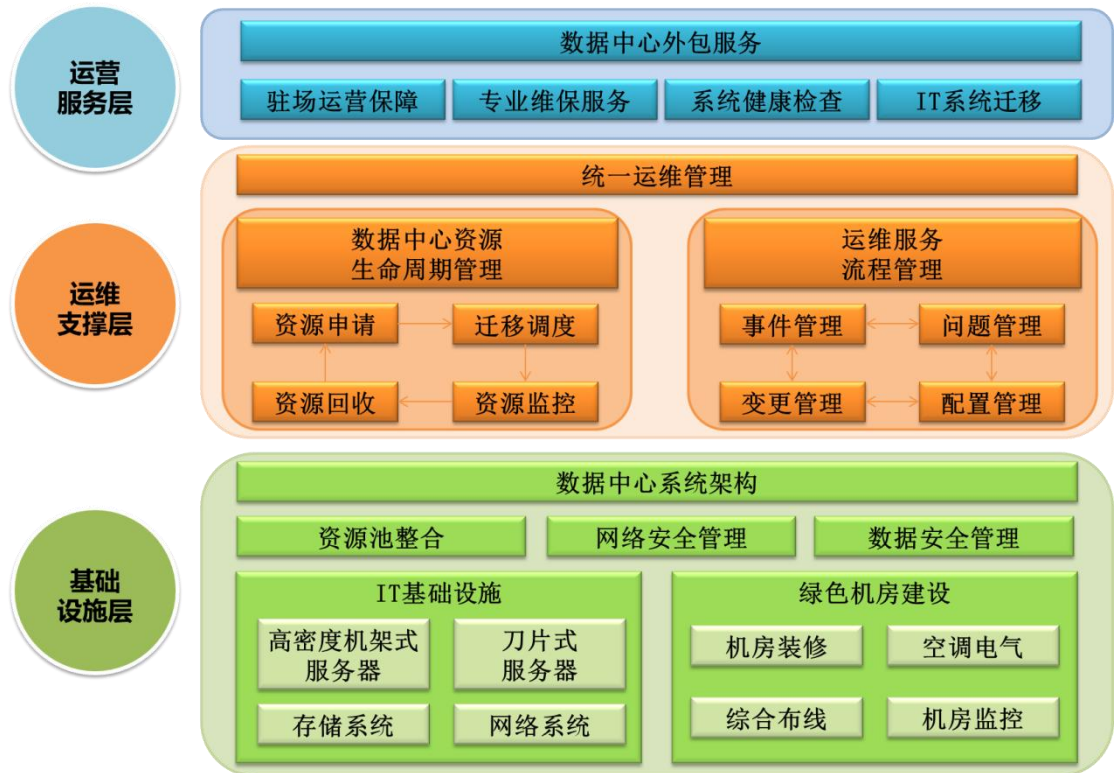 运营
服务层
数据中心外包服务
驻场运营保障
专业维保服务
系统健康检查
IT系统迁移
运维
支撑层
统一运维管理
数据中心资源
生命周期管理
资源申请
迁移调度
资源回收
资源监控
运维服务
流程管理
事件管理
问题管理
变更管理
配置管理
基础
设施层
数据中心系统架构
资源池整合
网络安全管理
数据安全管理
IT基础设施
高密度机架式
服务器
刀片式
服务器
存储系统
网络系统
绿色机房建设
机房装修
空调电气
综合布线
机房监控